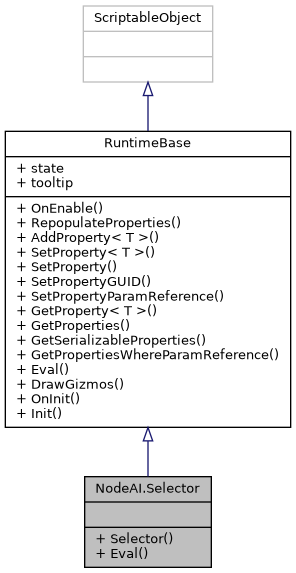 ScriptableObject
RuntimeBase
+ state
+ tooltip
+ OnEnable()
+ RepopulateProperties()
+ AddProperty< T >()
+ SetProperty< T >()
+ SetProperty()
+ SetPropertyGUID()
+ SetPropertyParamReference()
+ GetProperty< T >()
+ GetProperties()
+ GetSerializableProperties()
+ GetPropertiesWhereParamReference()
+ Eval()
+ DrawGizmos()
+ OnInit()
+ Init()
NodeAI.Selector
+ Selector()
+ Eval()